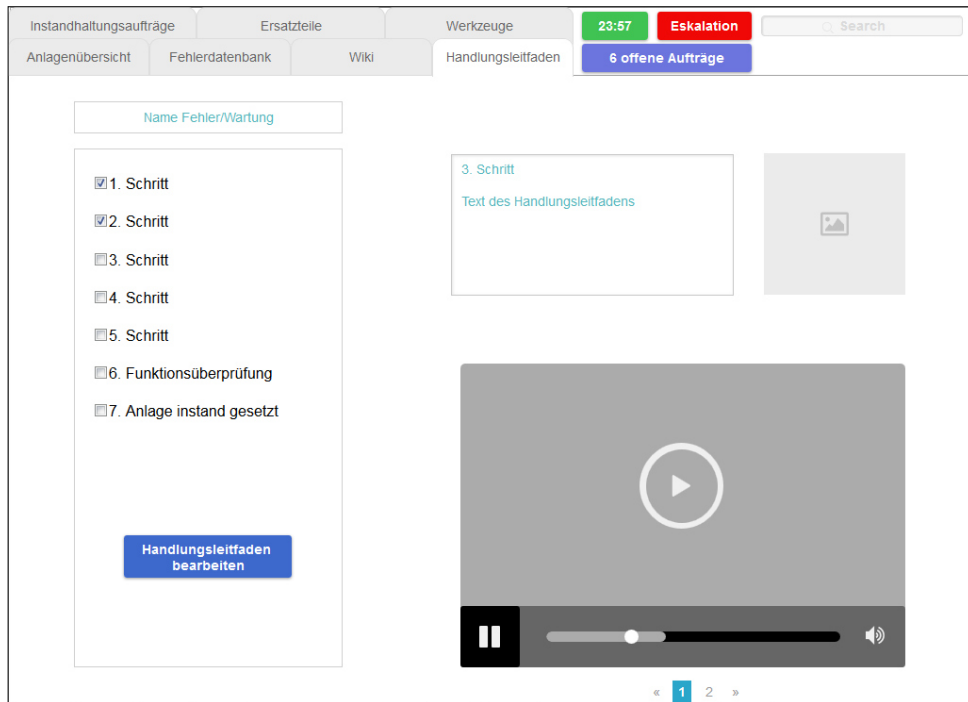 Instandhaltungsaufträge
Ersatzteile
Werkzeuge
23:57
Eskalation
Search
Anlagenübersicht
Fehlerdatenbank
Wiki
Handlungsleitfaden
6 offene Aufträge
Name Fehler/Wartung
1. Schritt
2. Schritt
3. Schritt
4. Schritt
5. Schritt
6. Funktionsüberprüfung
7. Anlage instand gesetzt
Handlungsleitfaden
bearbeiten
3. Schritt
Text des Handlungsleitfadens
« 1 2 »